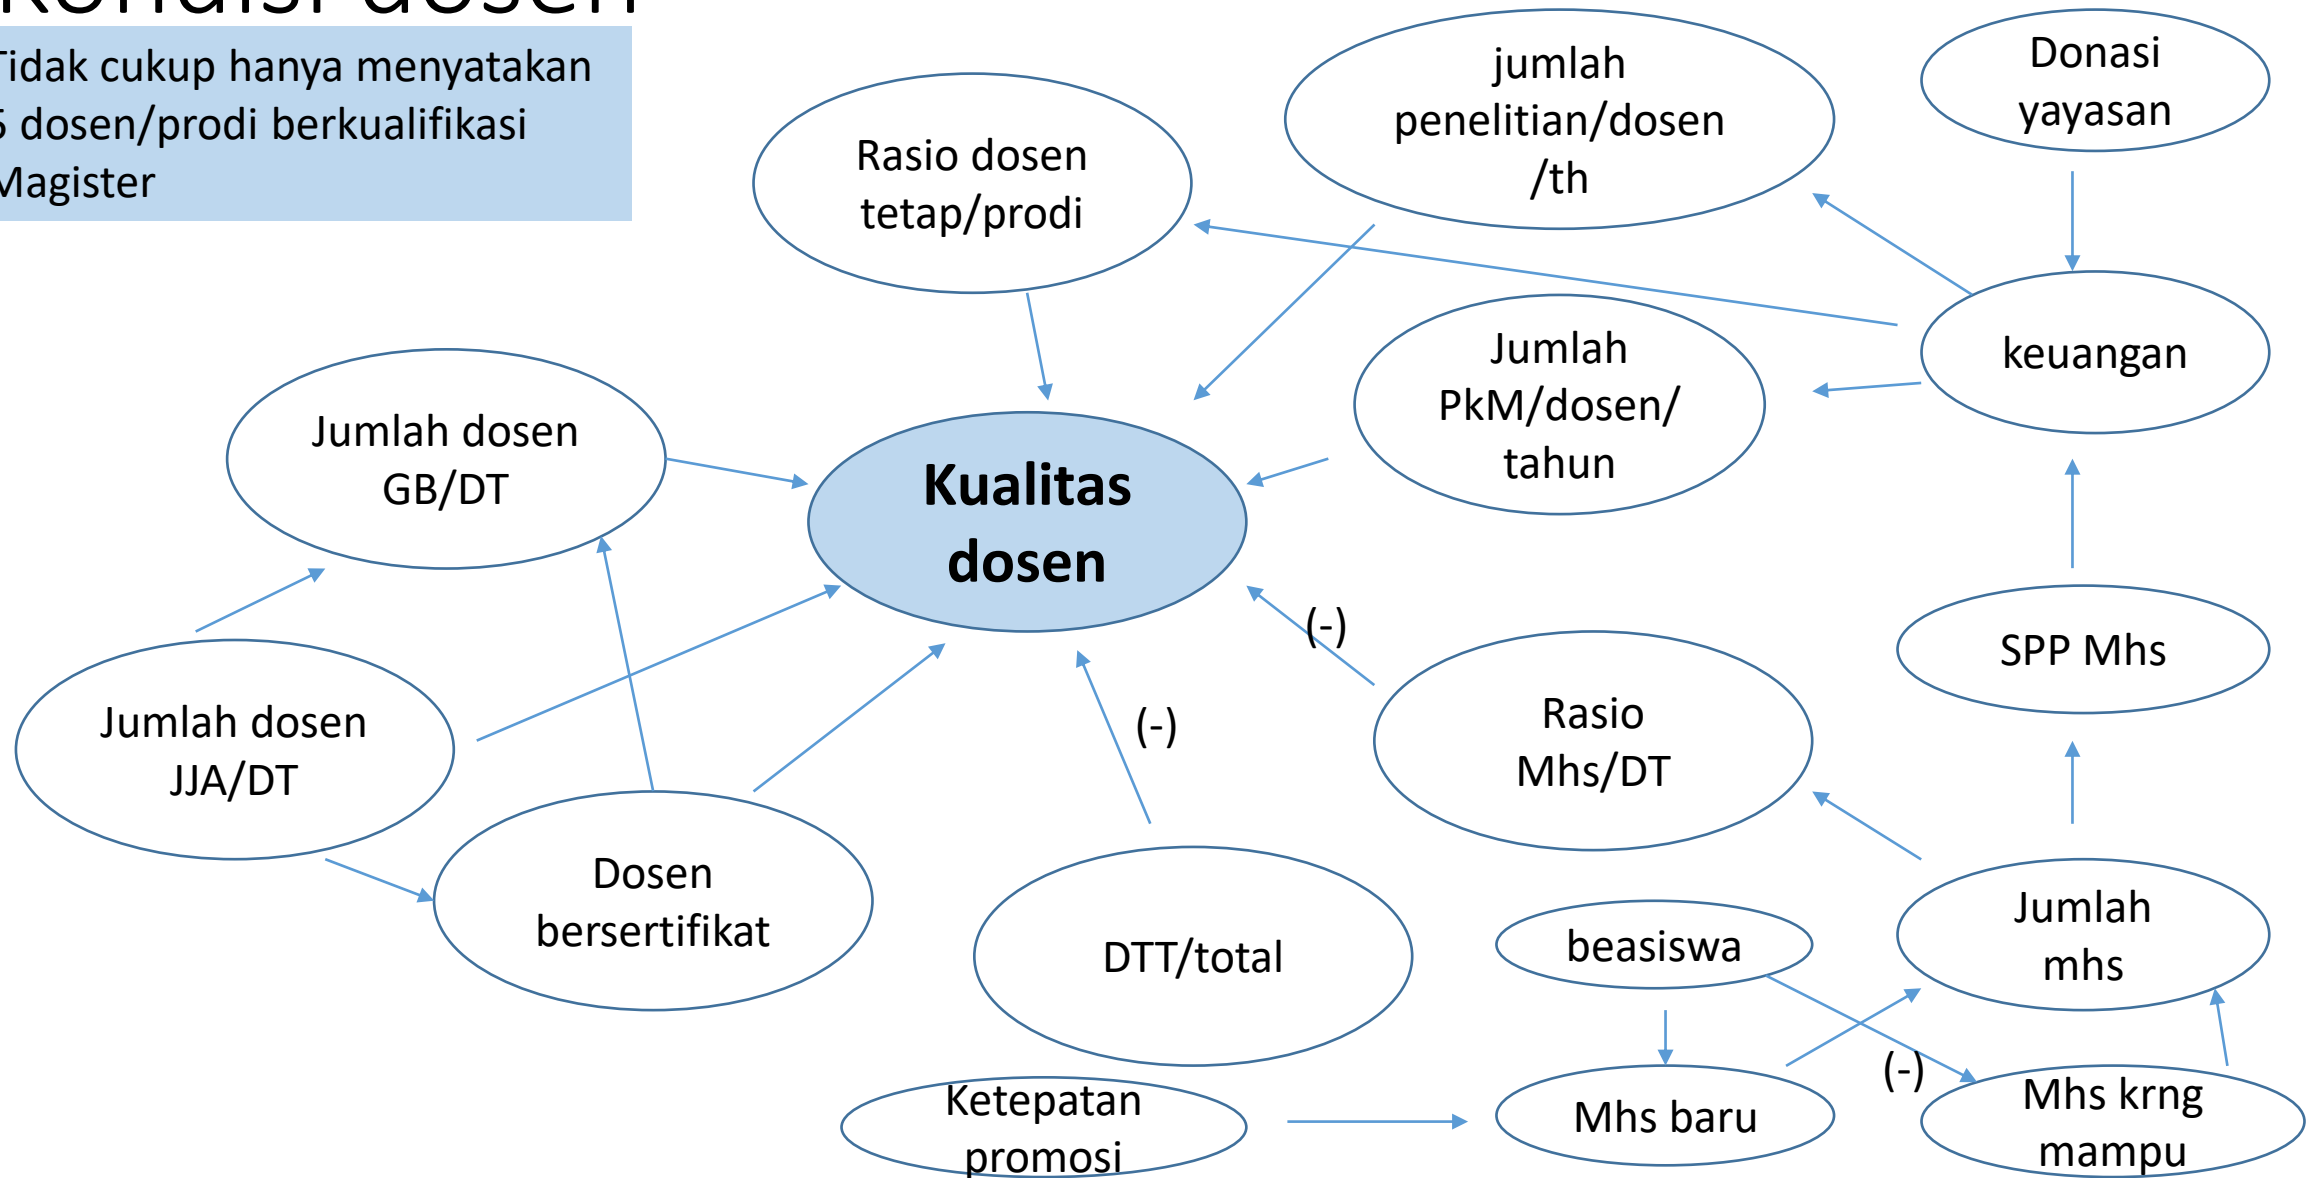 Kondisi dosen
Tidak cukup hanya menyatakan
5 dosen/prodi berkualifikasi
Magister
Rasio dosen
tetap/prodi
jumlah
penelitian/dosen
/th
Donasi
yayasan
keuangan
Jumlah
PkM/dosen/
tahun
Jumlah dosen
GB/DT
Kualitas
dosen
(-)
SPP Mhs
Jumlah dosen
JJA/DT
(-)
Rasio
Mhs/DT
Dosen
bersertifikat
DTT/total
beasiswa
Jumlah
mhs
(-)
Ketepatan
promosi
Mhs baru
Mhs krng
mampu